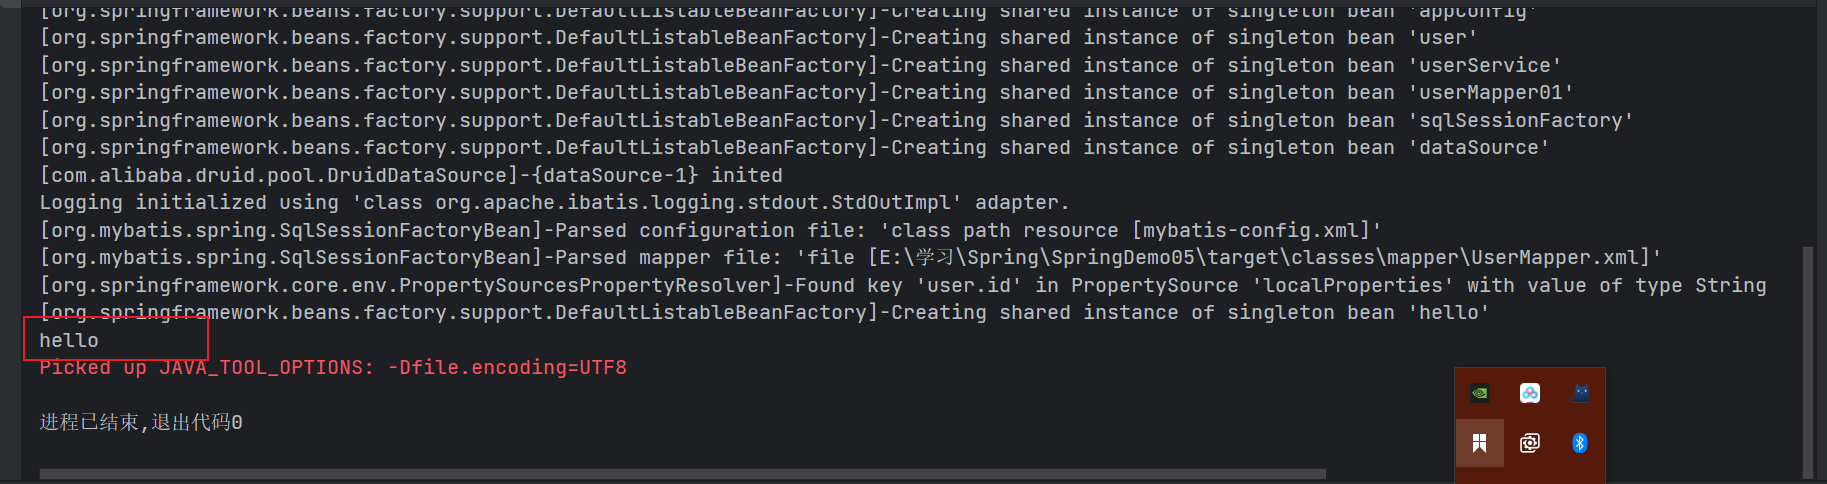 [org.springframework.beans.factory.support.DefaultListableBeanFactory]-Creating shared instance of singleton bean 'appConfig'
[org.springframework.beans.factory.support.DefaultListableBeanFactory]-Creating shared instance of singleton bean 'user'
[org.springframework.beans.factory.support.DefaultListableBeanFactory]-Creating shared instance of singleton bean 'userService'
[org.springframework.beans.factory.support.DefaultListableBeanFactory]-Creating shared instance of singleton bean 'userMapper01'
[org.springframework.beans.factory.support.DefaultListableBeanFactory]-Creating shared instance of singleton bean 'sqlSessionFactory'
[org.springframework.beans.factory.support.DefaultListableBeanFactory]-Creating shared instance of singleton bean 'dataSource'
[com.alibaba.druid.pool.DruidDataSource]-{dataSource-1} inited
Logging initialized using 'class org.apache.ibatis.logging.stdout.StdOutImpl' adapter.
[org.mybatis.spring.SqlSessionFactoryBean]-Parsed configuration file: 'class path resource [mybatis-config.xml]'
[org.mybatis.spring.SqlSessionFactoryBean]-Parsed mapper file: 'file [E:\学习\Spring\SpringDemo05\target\classes\mapper\UserMapper.xml]'
[org.springframework.core.env.PropertySourcesPropertyResolver]-Found key 'user.id' in PropertySource 'localProperties' with value of type String
[org.springframework.beans.factory.support.DefaultListableBeanFactory]-Creating shared instance of singleton bean 'hello'
hello
Picked up JAVA_TOOL_OPTIONS: -Dfile.encoding=UTF8
进程已结束,退出代码0